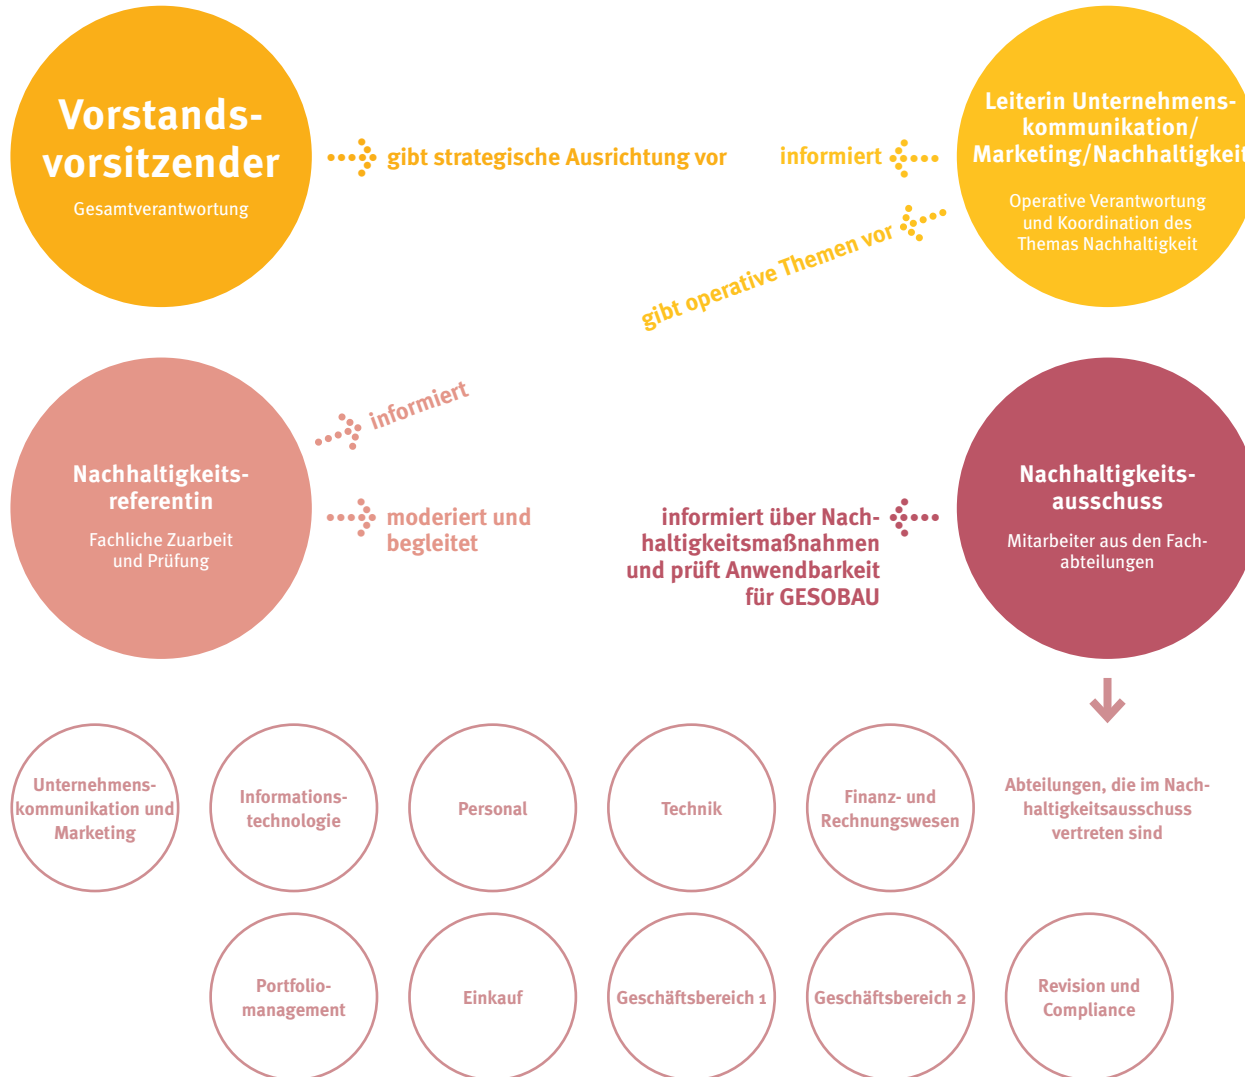 Vorstands-
vorsitzender
Gesamtverantwortung
gibt strategische Ausrichtung vor
informiert
Leiterin Unternehmens-
kommunikation/
Marketing/Nachhaltigkeit
Operative Verantwortung
und Koordination des
Themas Nachhaltigkeit
gibt operative Themen vor
Nachhaltigkeits-
referentin
Fachliche Zuarbeit
und Prüfung
informiert
moderiert und
begleitet
informiert über Nach-
haltigkeitsmaßnahmen
und prüft Anwendbarkeit
für GESOBAU
Nachhaltigkeits-
ausschuss
Mitarbeiter aus den Fach-
abteilungen
Unternehmens-
kommunikation und
Marketing
Informations-
technologie
Personal
Technik
Finanz- und
Rechnungswesen
Abteilungen, die im Nach-
haltigkeitsausschuss
vertreten sind
Portfolio-
management
Einkauf
Geschäftsbereich 1
Geschäftsbereich 2
Revision und
Compliance